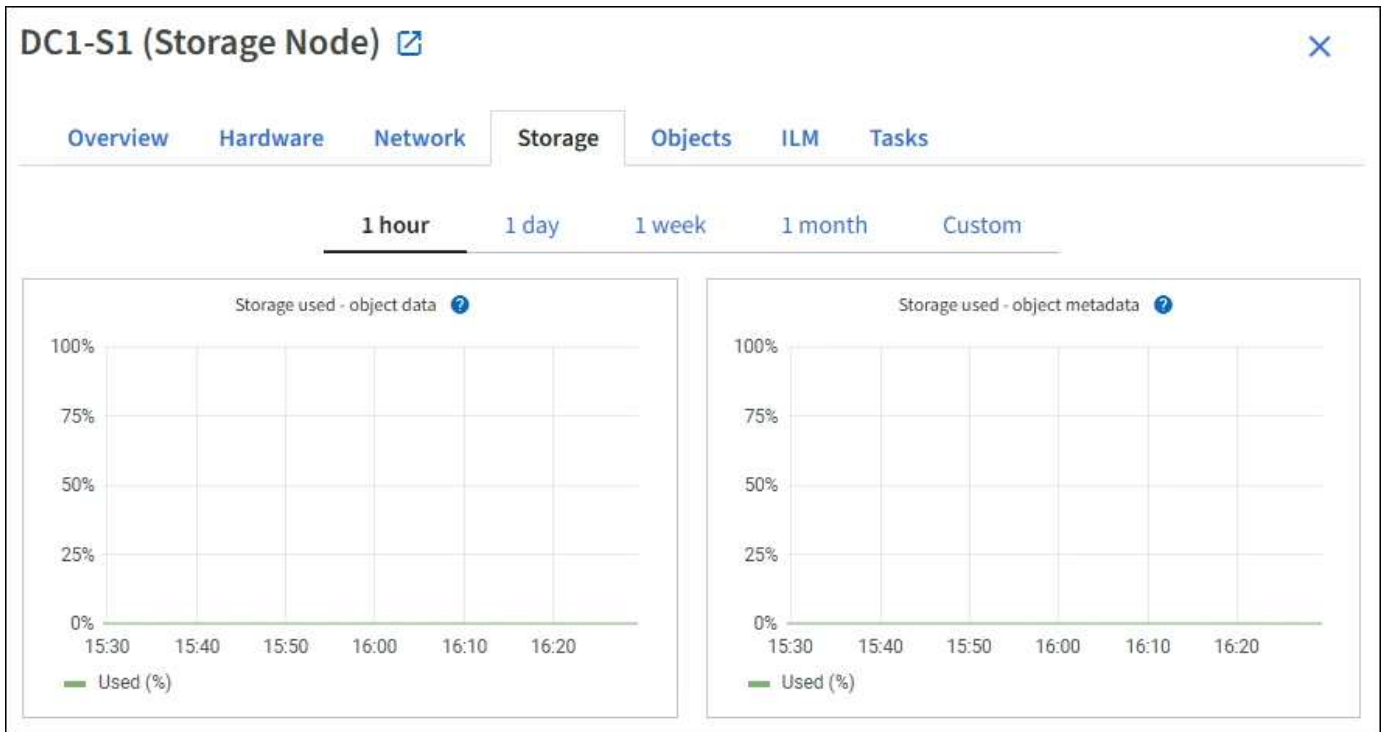 DC1-S1 (Storage Node)
Overview Hardware Network Storage Objects ILM Tasks
1 hour 1 day 1 week 1 month Custom
Storage used - object data ?
100%
75%
50%
25%
0%
15:30 15:40 15:50 16:00 16:10 16:20
Used (%)
Storage used - object metadata ?
100%
75%
50%
25%
0%
15:30 15:40 15:50 16:00 16:10 16:20
Used (%)